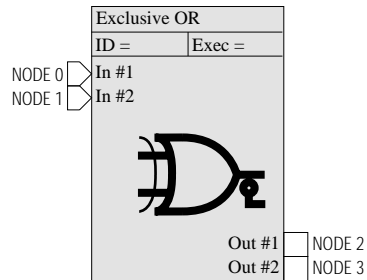 Exclusive OR
ID = Exec =
NODE 0 In #1
NODE 1 In #2
Out #1 NODE 2
Out #2 NODE 3